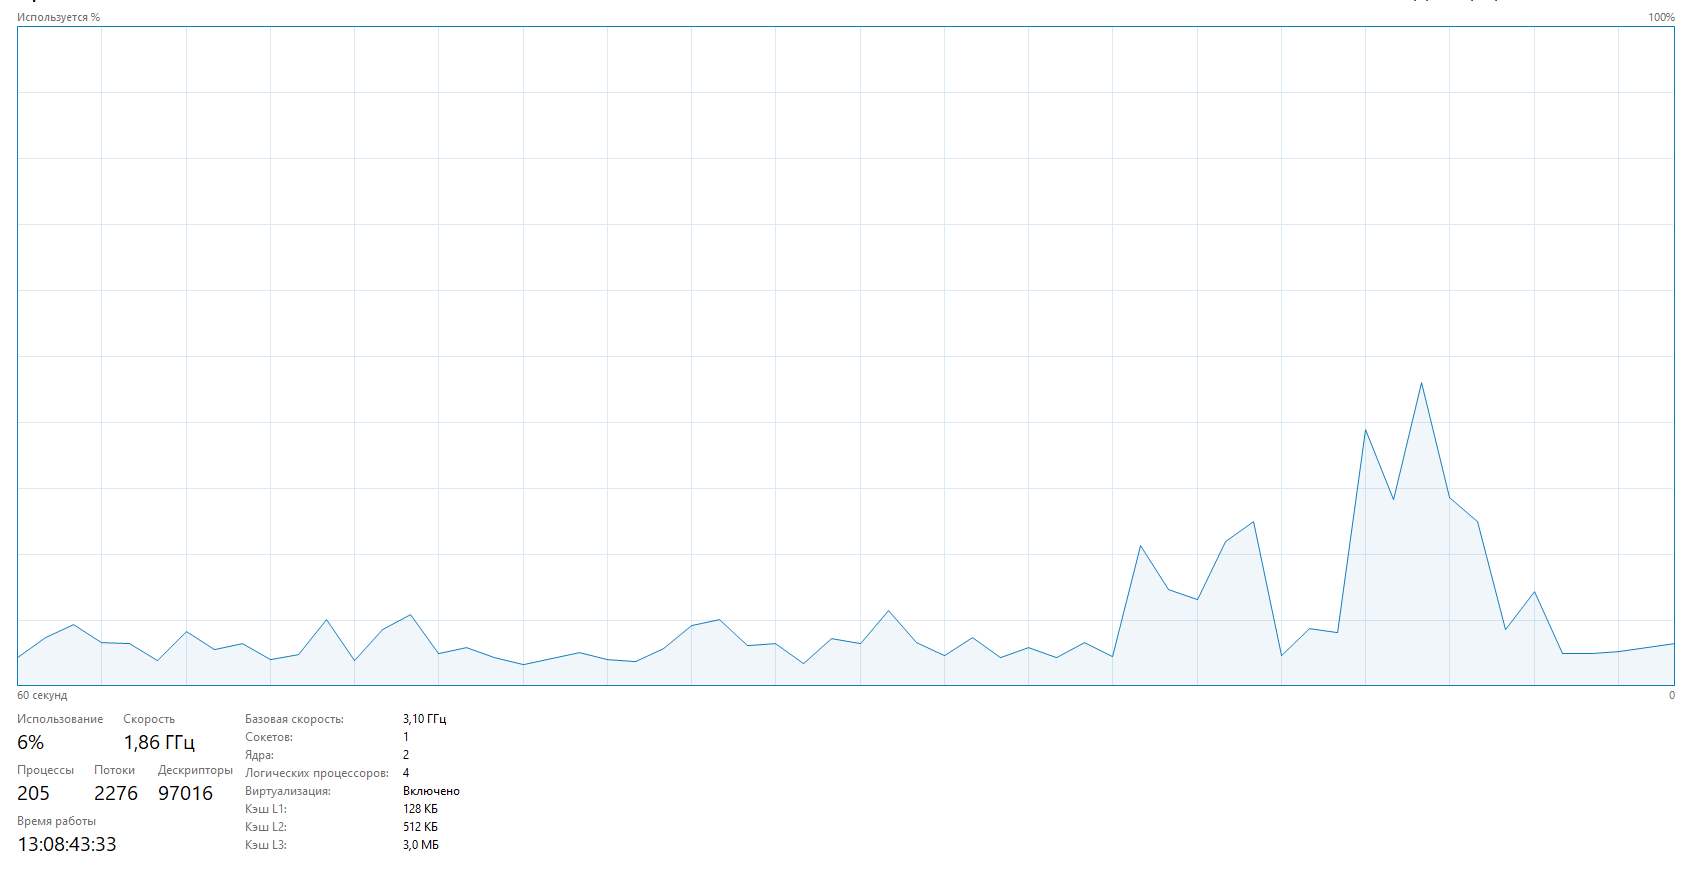 Используется %
100%
60 секунд
0
Использование
Скорость
6%
1,86 ГГц
Процессы
Потоки
Дескрипторы
205
2276
97016
Время работы
13:08:43:33
Базовая скорость: 3,10 ГГц
Сокетов: 1
Ядра: 2
Логических процессоров: 4
Виртуализация: Включено
Кэш L1: 128 КБ
Кэш L2: 512 КБ
Кэш L3: 3,0 МБ